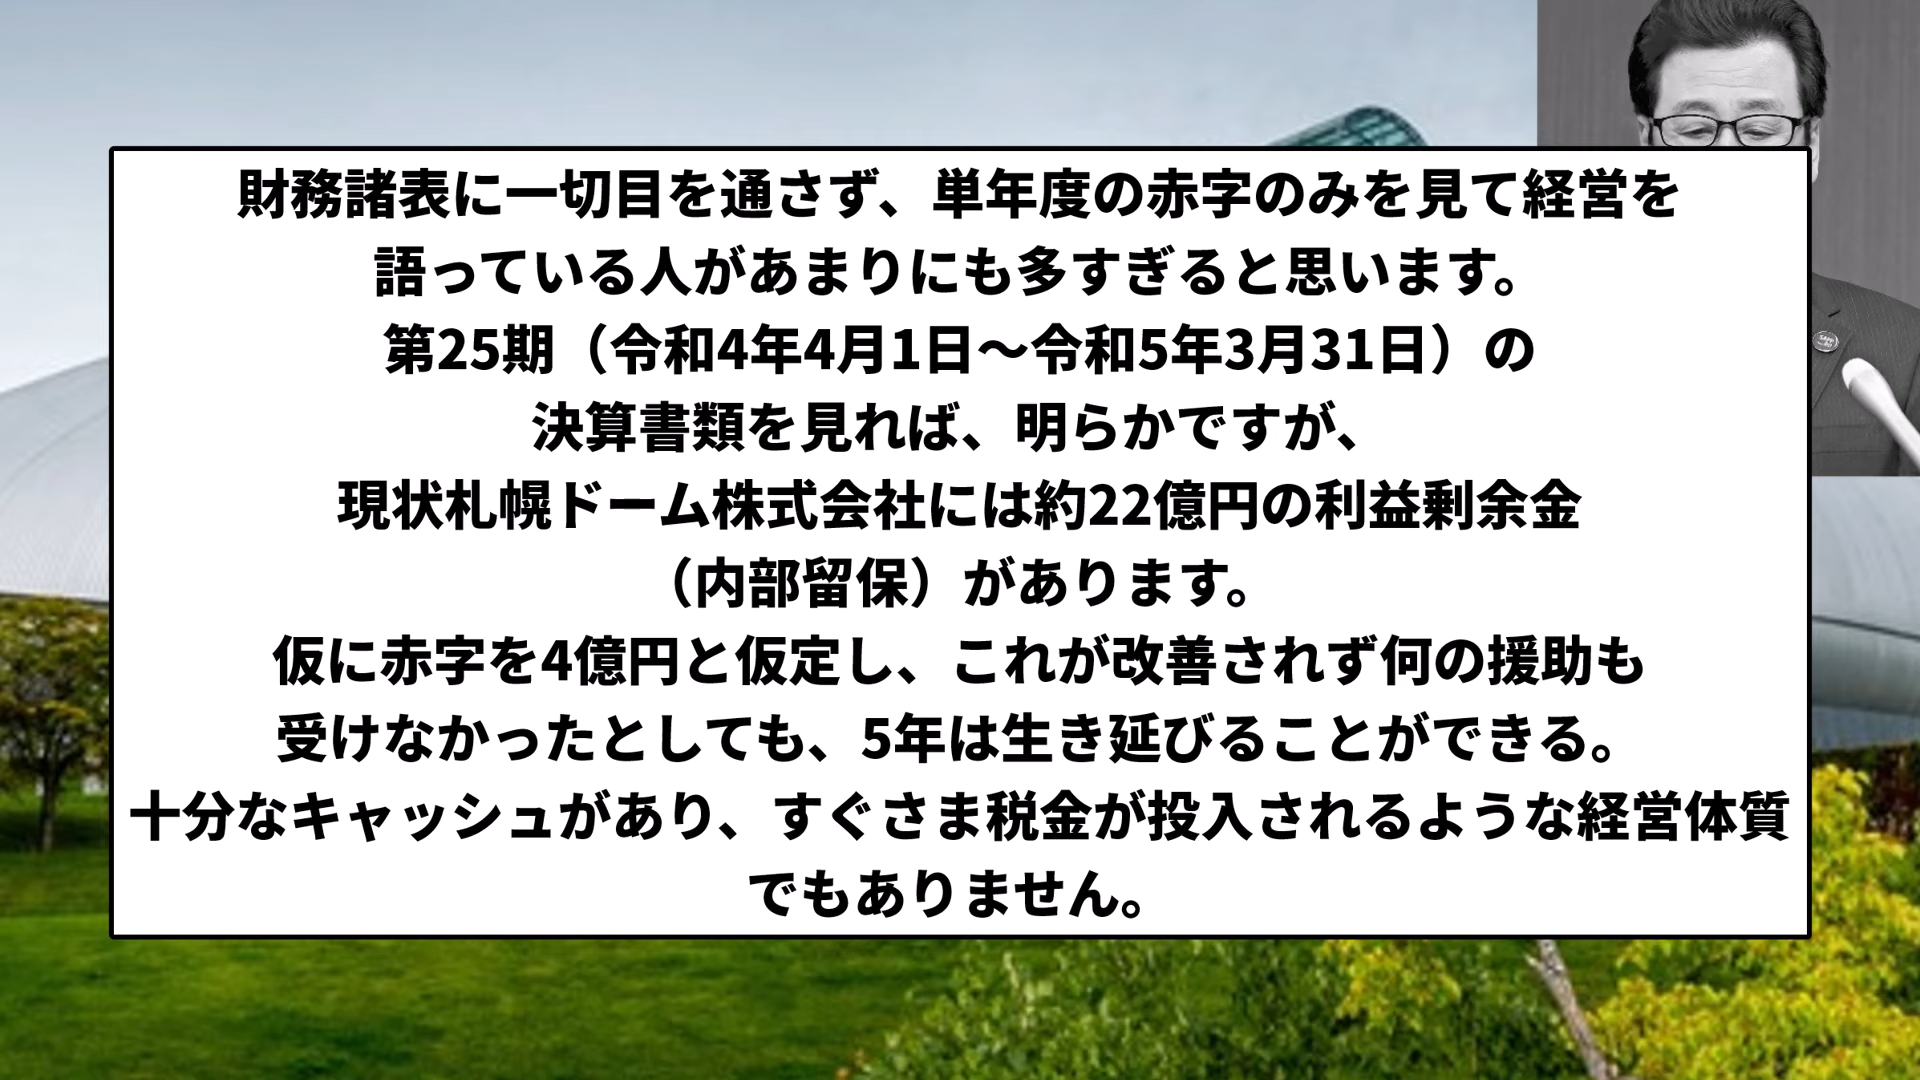 財務諸表に一切目を通さず、単年度の赤字のみを見て経営を
語っている人があまりにも多すぎると思います。
第25期（令和4年4月1日～令和5年3月31日）の
決算書類を見れば、明らかですが、
現状札幌ドーム株式会社には約22億円の利益剰余金
（内部留保）があります。
仮に赤字を4億円と仮定し、これが改善されず何の援助も
受けなかったとしても、5年は生き延びることができる。
十分なキャッシュがあり、すぐさま税金が投入されるような経営体質
でもありません。